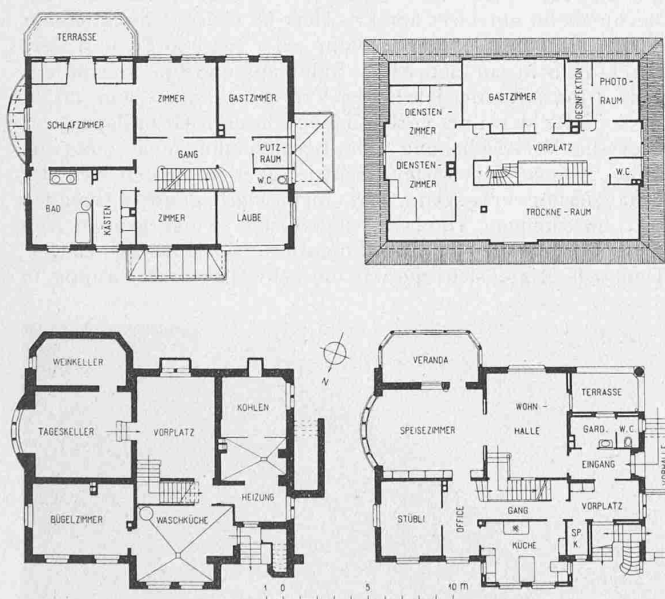 TERRASSE
SCHLAFZIMMER
ZIMMER
GASTZIMMER
GANG
PUTZ-
RAUM
W.C
BAD
KÄSTEN
ZIMMER
LAUBE
DIENSTEN-
ZIMMER
GASTZIMMER
DESINFEKTION
PHOTO-
RAUM
DIENSTEN-
ZIMMER
VORPLATZ
W.C.
TROCKNE-RAUM
WEINKELLER
TAGESKELLER
VORPLATZ
KOHLEN
BÜGELZIMMER
WASCHKÜCHE
HEIZUNG
N
VERANDA
SPEISEZIMMER
WOHN-
HALLE
TERRASSE
GARD.
W.C.
EINGANG
VORHALLE
STÜBLI
OFFICE
GANG
VORPLATZ
KÜCHE
SP.
K.
1 0 5 10 m